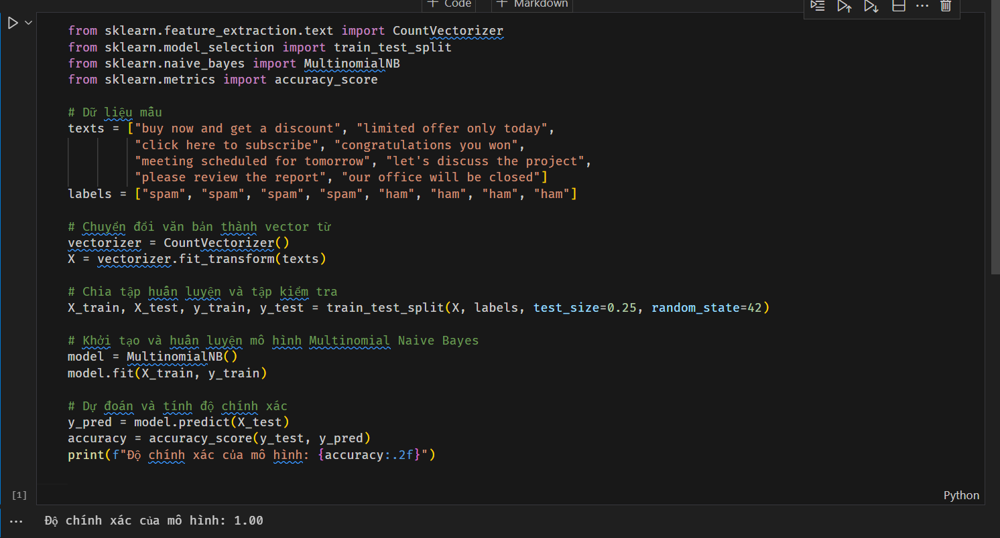 + Code + Markdown
from sklearn.feature_extraction.text import CountVectorizer
from sklearn.model_selection import train_test_split
from sklearn.naive_bayes import MultinomialNB
from sklearn.metrics import accuracy_score
# Dữ liệu mẫu
texts = ["buy now and get a discount", "limited offer only today",
"click here to subscribe", "congratulations you won",
"meeting scheduled for tomorrow", "let's discuss the project",
"please review the report", "our office will be closed"]
labels = ["spam", "spam", "spam", "spam", "ham", "ham", "ham", "ham"]
# Chuyển đổi văn bản thành vector từ
vectorizer = CountVectorizer()
X = vectorizer.fit_transform(texts)
# Chia tập huấn luyện và tập kiểm tra
X_train, X_test, y_train, y_test = train_test_split(X, labels, test_size=0.25, random_state=42)
# Khởi tạo và huấn luyện mô hình Multinomial Naive Bayes
model = MultinomialNB()
model.fit(X_train, y_train)
# Dự đoán và tính độ chính xác
y_pred = model.predict(X_test)
accuracy = accuracy_score(y_test, y_pred)
print(f"Độ chính xác của mô hình: {accuracy:.2f}")
[1]
Python
... Độ chính xác của mô hình: 1.00